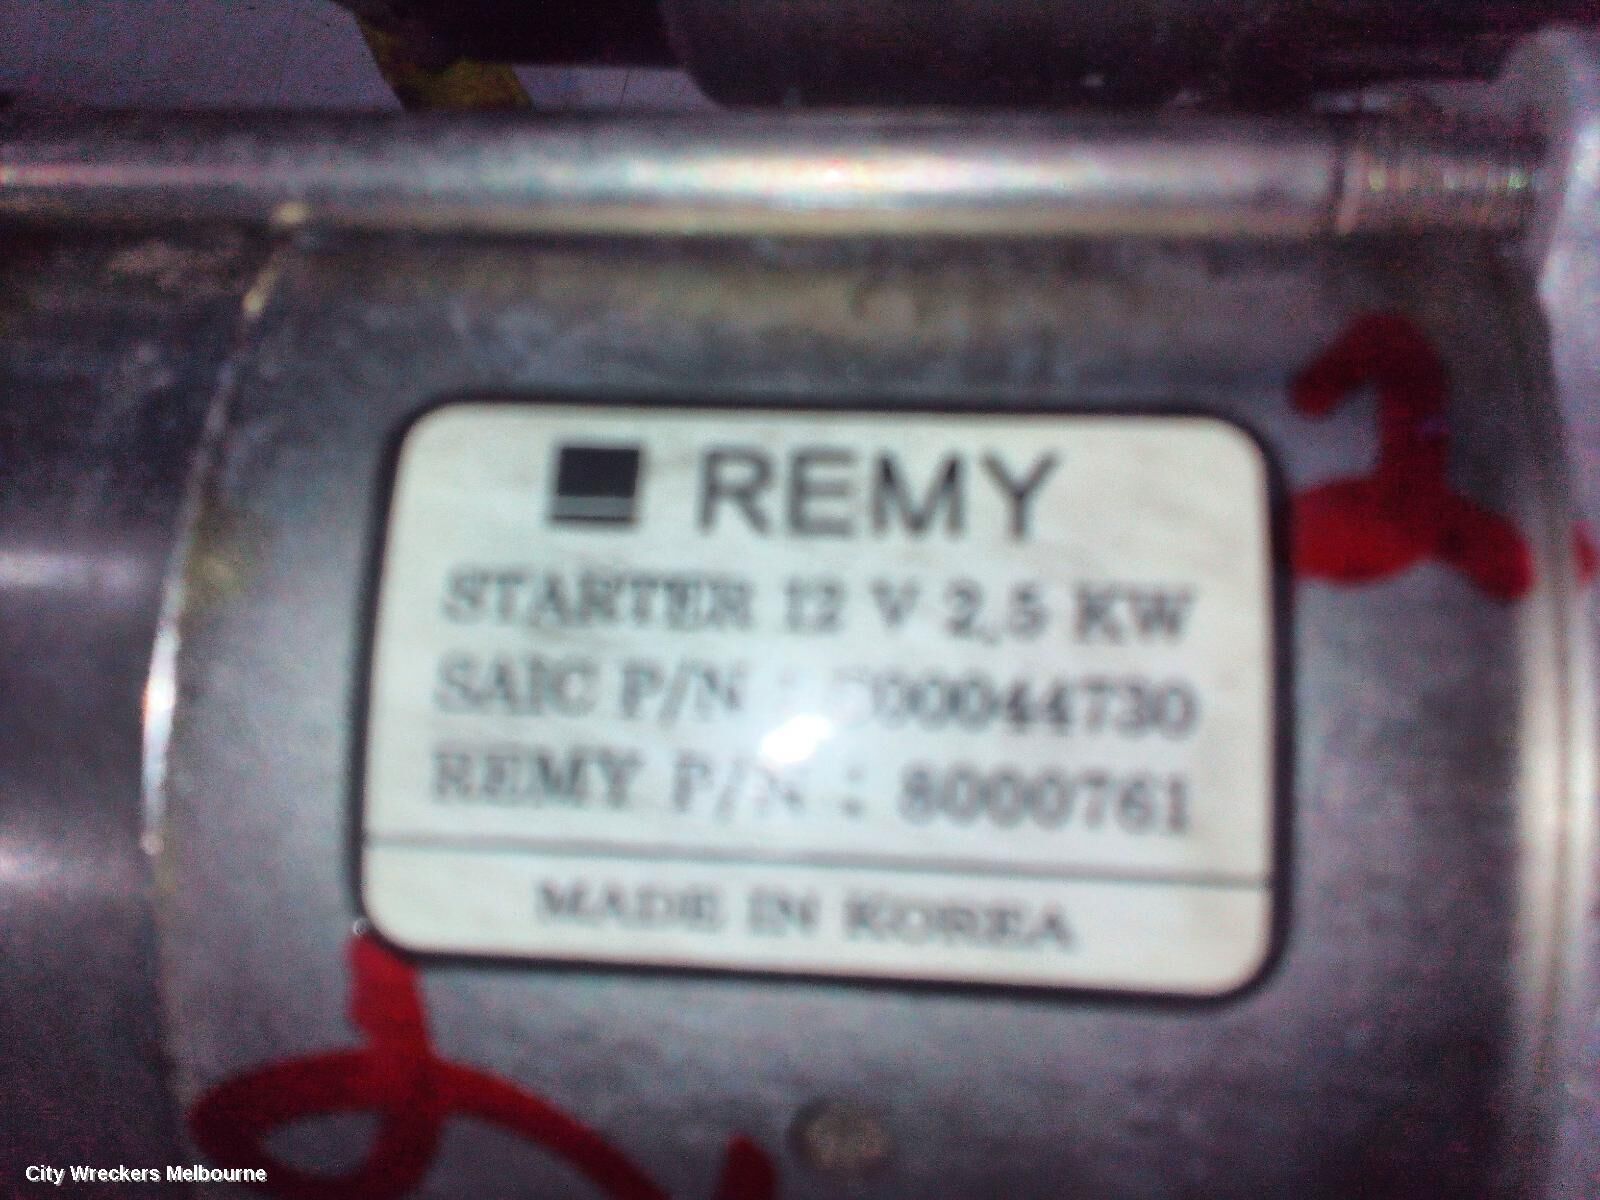 REMY
STARTER 12 V 2,5 KW
SAIC P/N :
REMY P/N : 8000761
MADE IN KOREA
City Wreckers Melbourne